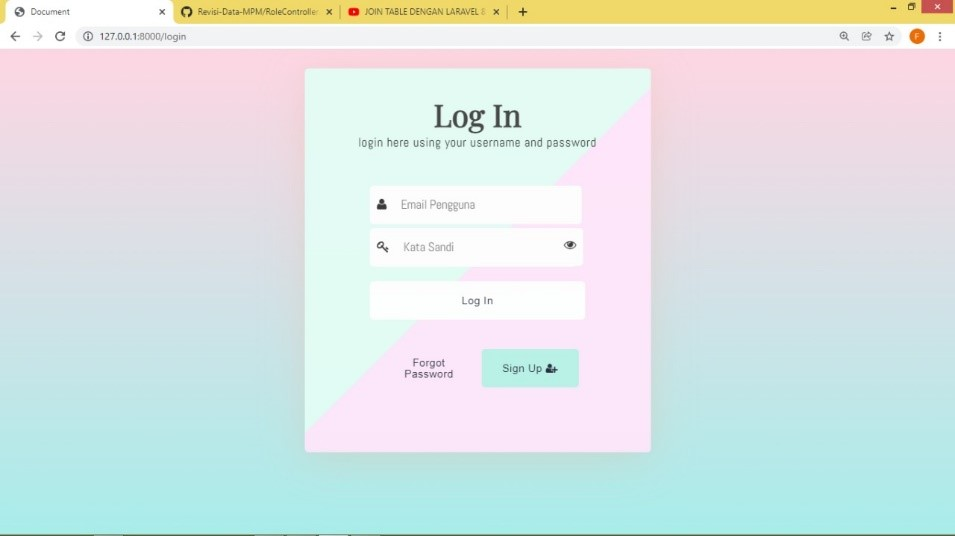 Document
Revisi-Data-MPM/RoleController
JOIN TABLE DENGAN LARAVEL 8
127.0.0.1:8000/login
F
Log In
login here using your username and password
Email Pengguna
Kata Sandi
Log In
Forgot
Password
Sign Up